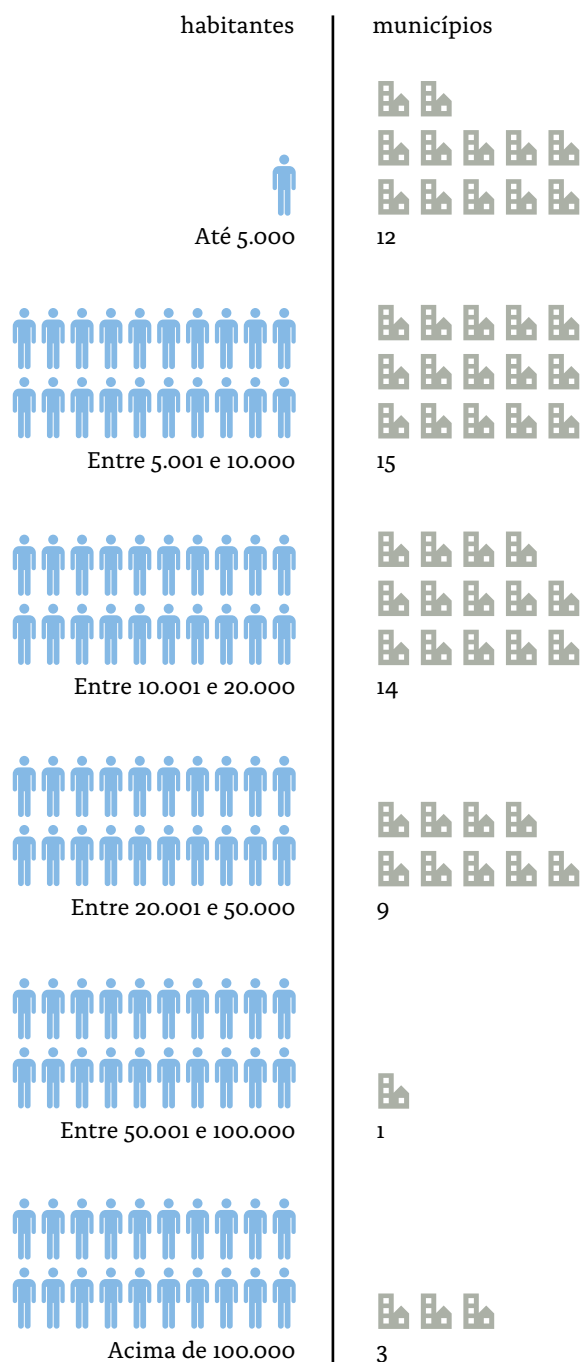 habitantes municípios
Até 5.000 12
Entre 5.001 e 10.000 15
Entre 10.001 e 20.000 14
Entre 20.001 e 50.000 9
Entre 50.001 e 100.000 1
Acima de 100.000 3